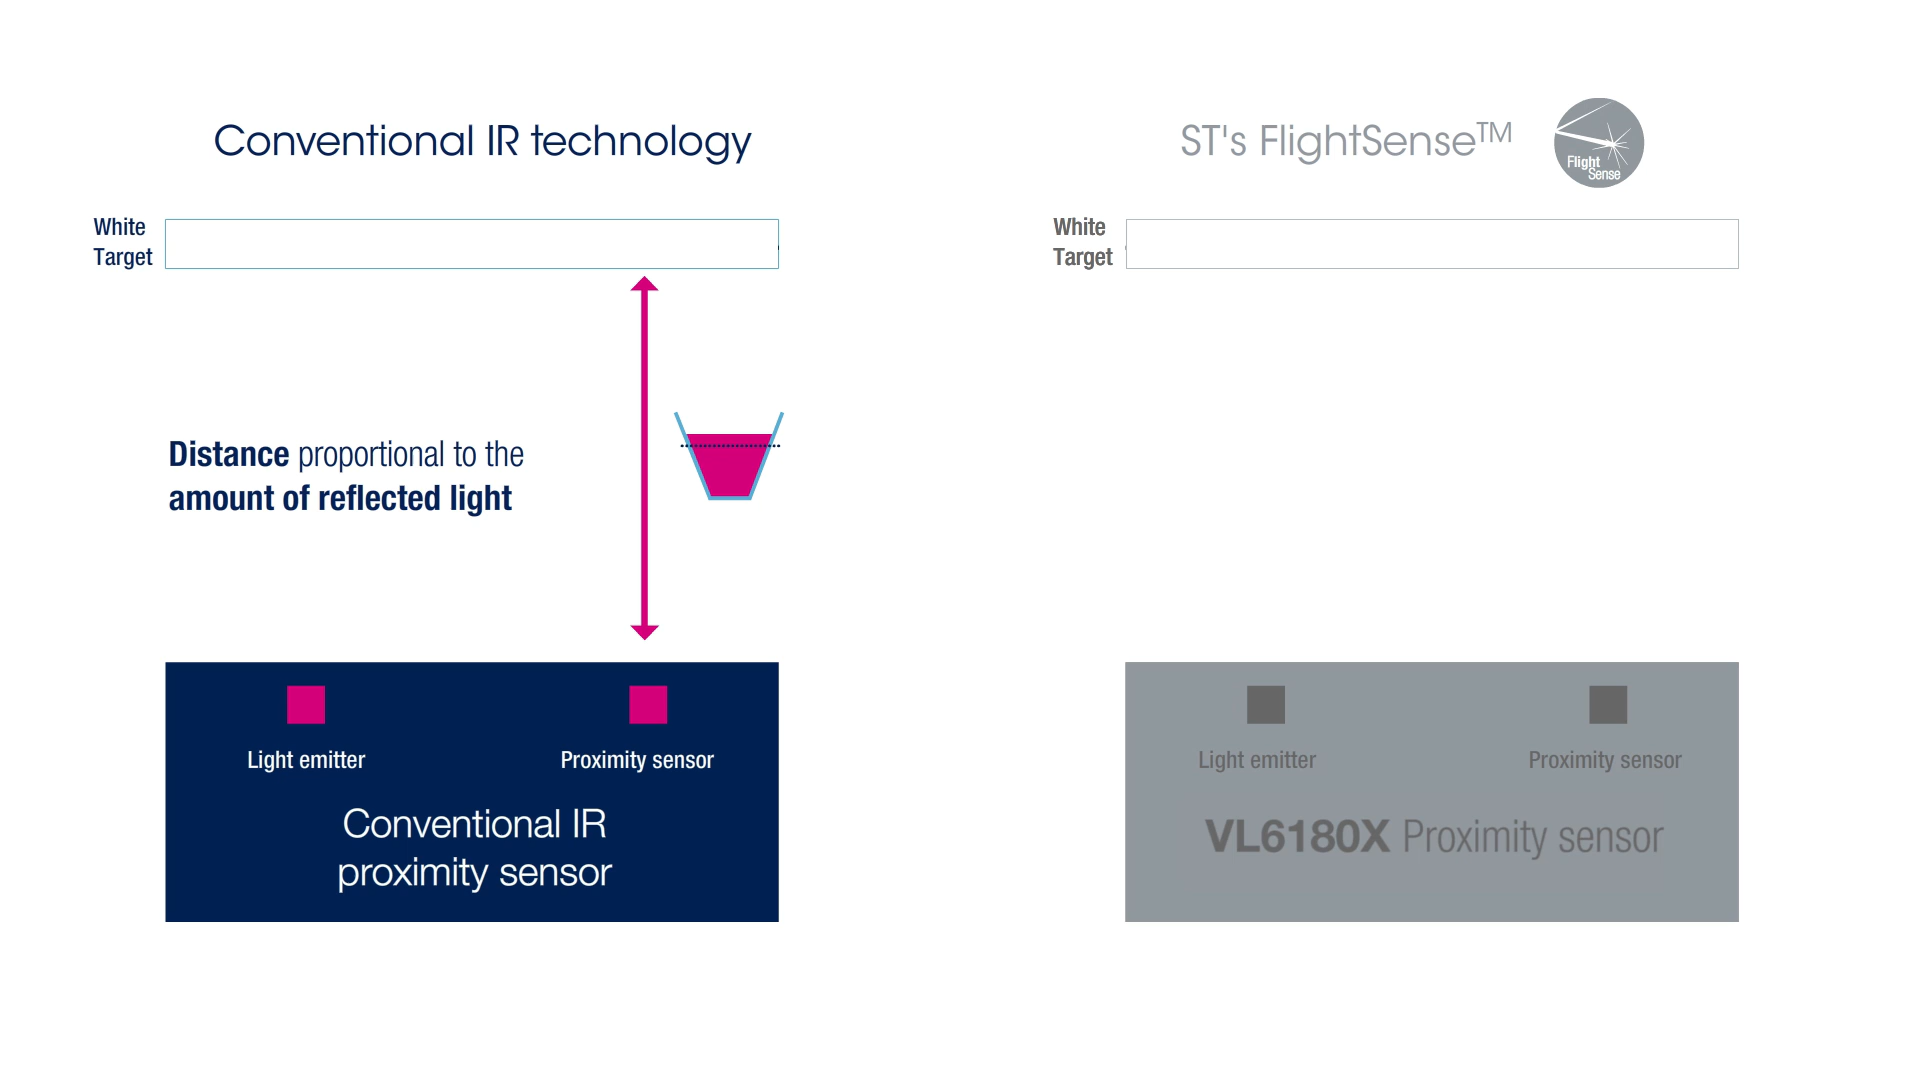 Conventional IR technology
White
Target
Distance proportional to the
amount of reflected light
Light emitter
Proximity sensor
Conventional IR
proximity sensor
ST's FlightSense™
Flight
Sense
White
Target
Light emitter
Proximity sensor
VL6180X Proximity sensor